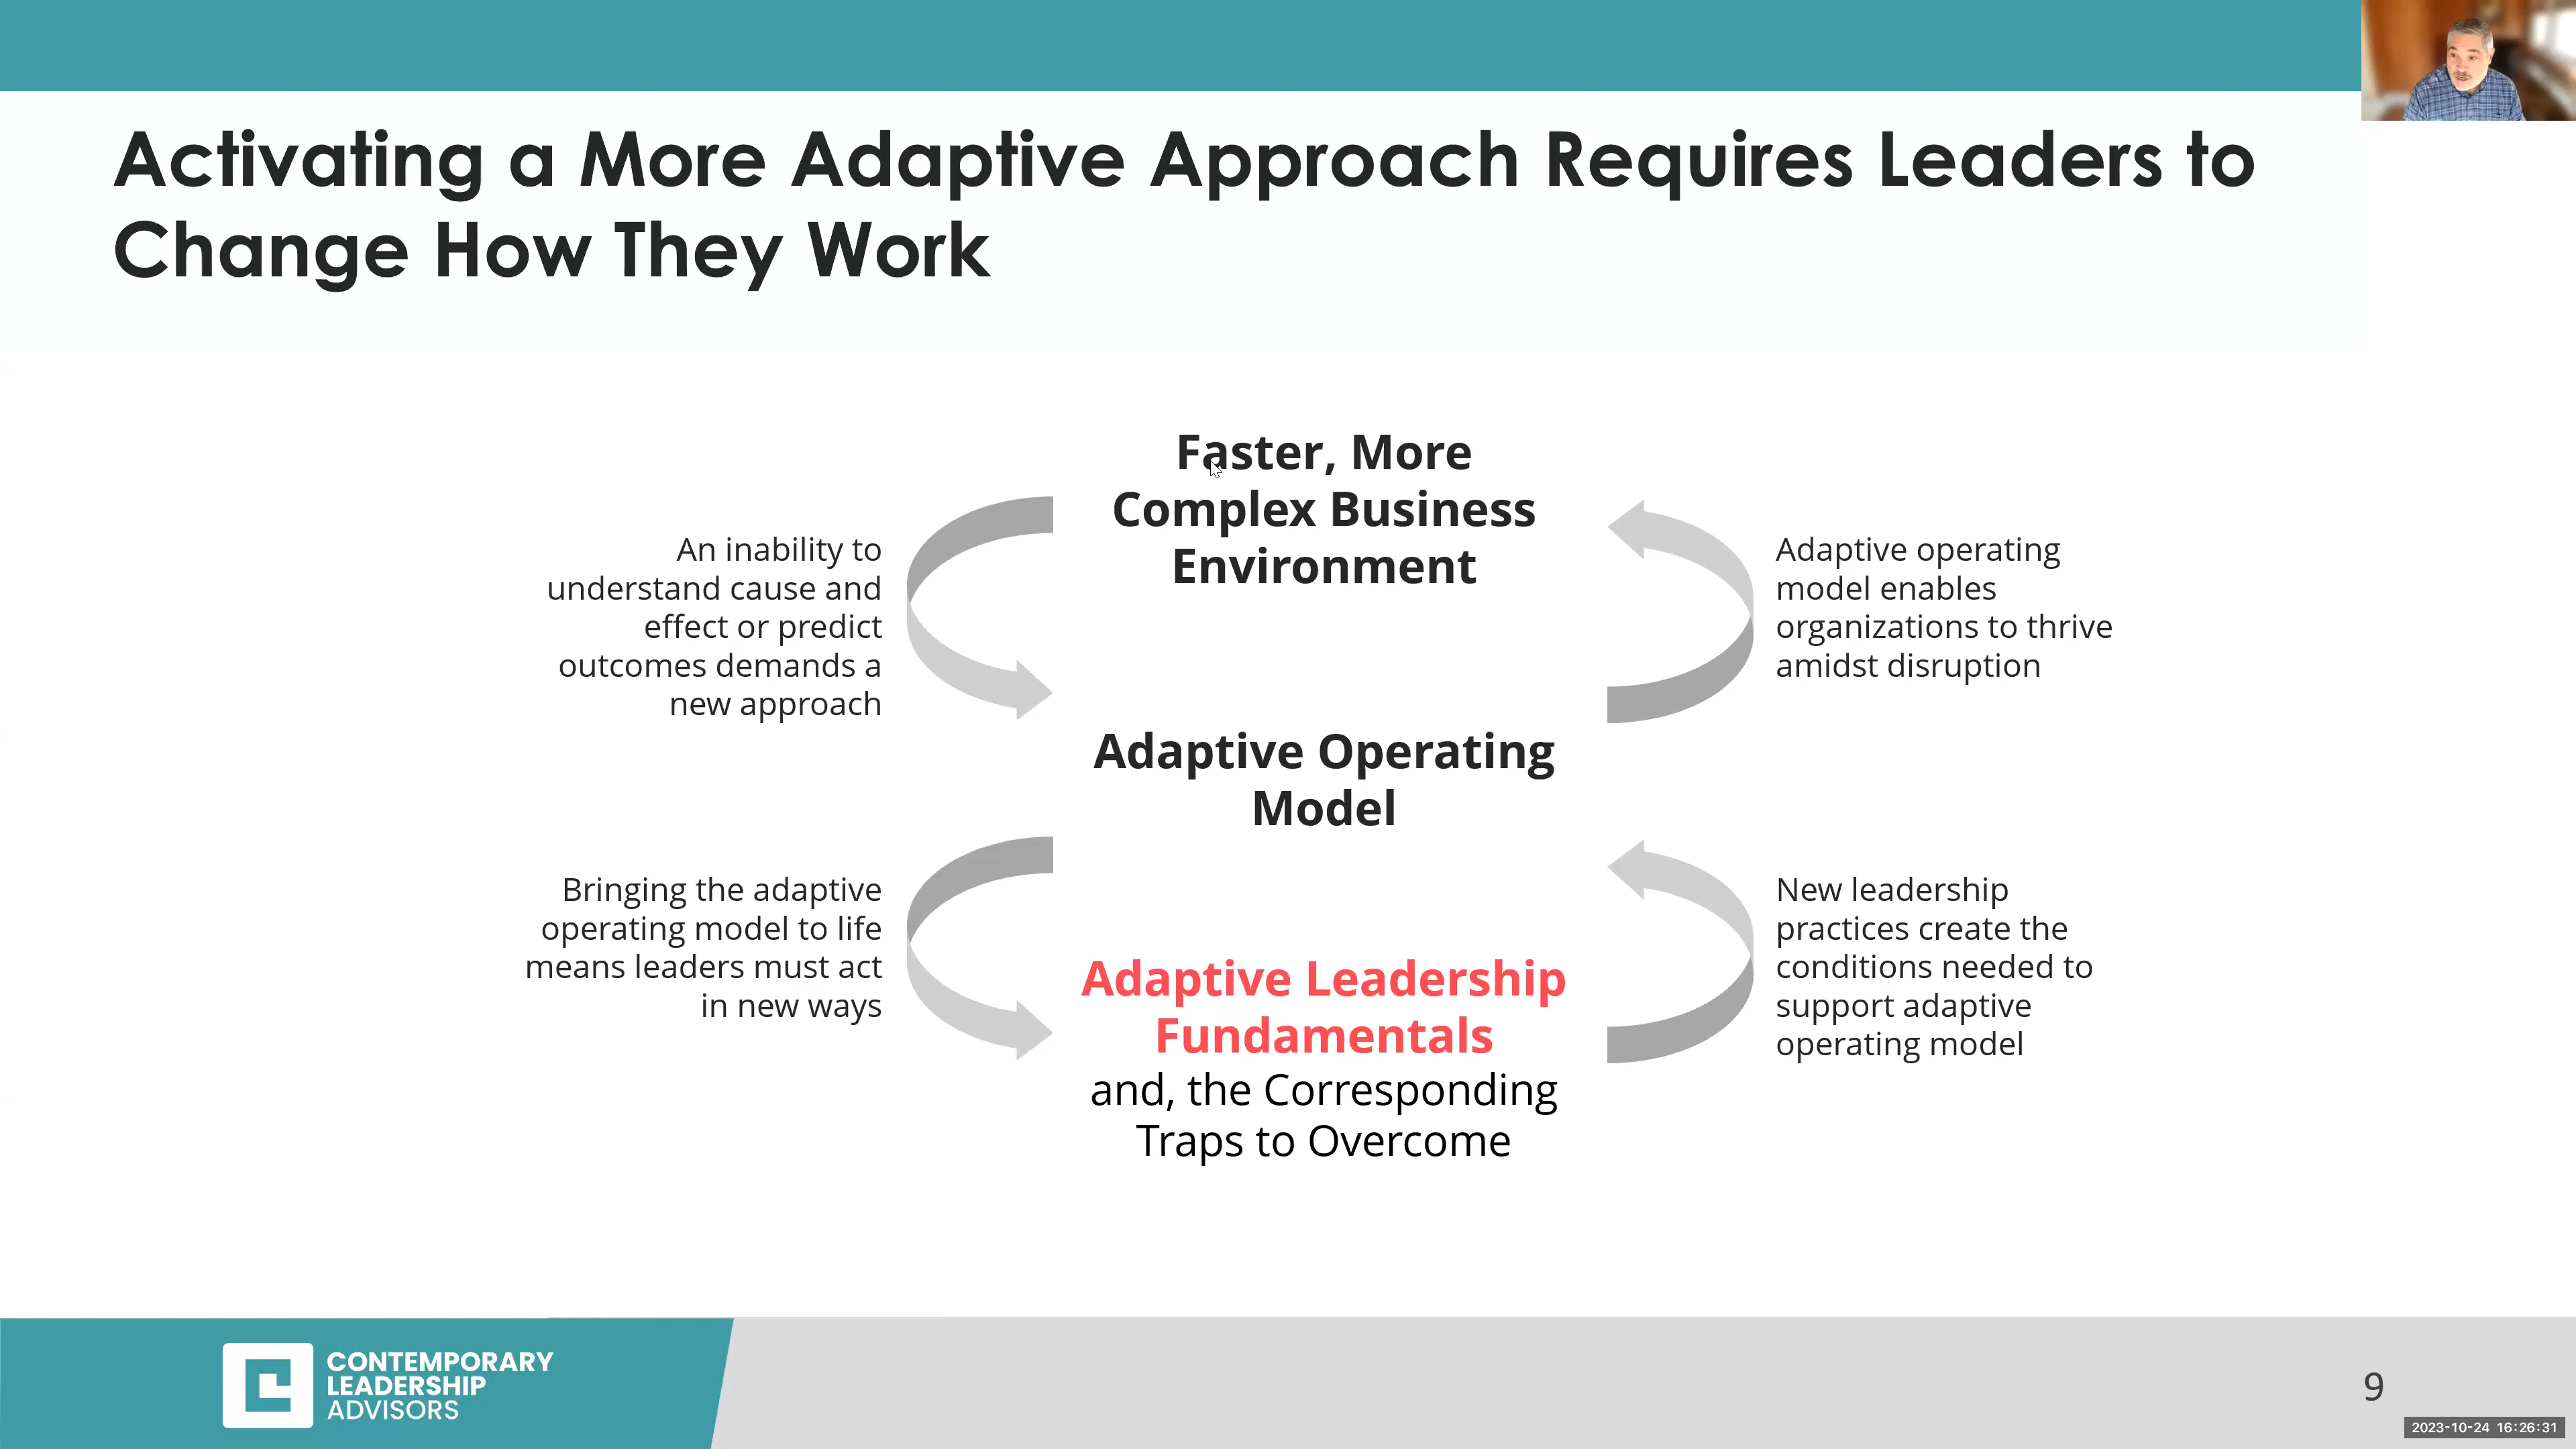 Activating a More Adaptive Approach Requires Leaders to
Change How They Work
Faster, More
Complex Business
Environment
An inability to
understand cause and
effect or predict
outcomes demands a
new approach
Adaptive operating
model enables
organizations to thrive
amidst disruption
Adaptive Operating
Model
Bringing the adaptive
operating model to life
means leaders must act
in new ways
New leadership
practices create the
conditions needed to
support adaptive
operating model
Adaptive Leadership
Fundamentals
and, the Corresponding
Traps to Overcome
CONTEMPORARY
LEADERSHIP
ADVISORS
9
2023-10-24 16:26:31